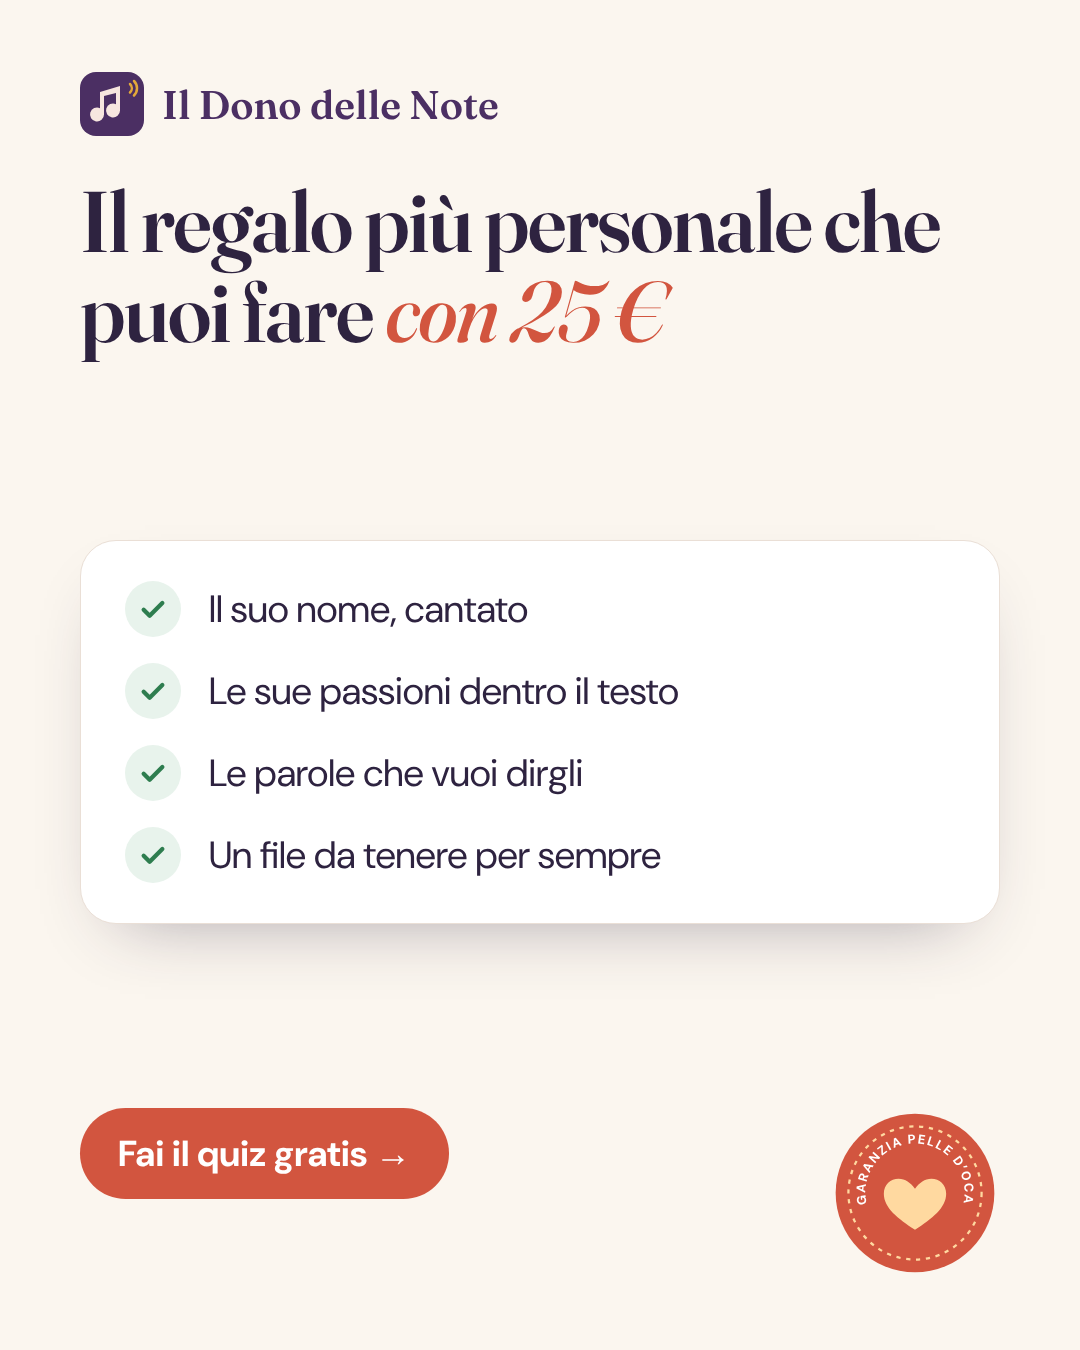 Il Dono delle Note
Il regalo più personale che
puoi fare con 25 €
Il suo nome, cantato
Le sue passioni dentro il testo
Le parole che vuoi dirgli
Un file da tenere per sempre
Fai il quiz gratis →
GARANZIA PELLE D'OCA